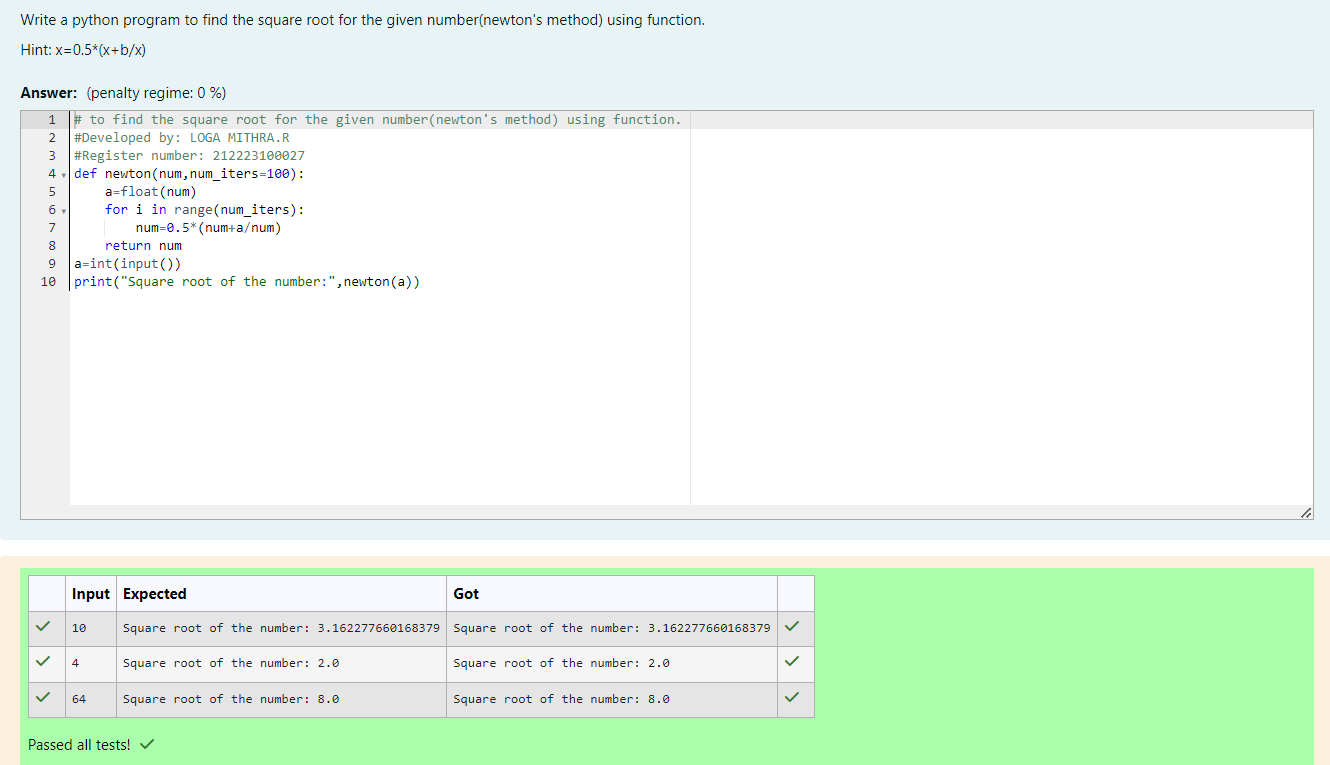 Write a python program to find the square root for the given number(newton's method) using function.
Hint: x=0.5*(x+b/x)
Answer: (penalty regime: 0 %)
1 # to find the square root for the given number(newton's method) using function.
2 #Developed by: LOGA MITHRA.R
3 #Register number: 212223100027
4 def newton(num,num_iters=100):
5 a=float(num)
6 for i in range(num_iters):
7 num=0.5*(num+a/num)
8 return num
9 a=int(input())
10 print("Square root of the number:",newton(a))
Input Expected Got
10 Square root of the number: 3.162277660168379 Square root of the number: 3.162277660168379
4 Square root of the number: 2.0 Square root of the number: 2.0
64 Square root of the number: 8.0 Square root of the number: 8.0
Passed all tests!